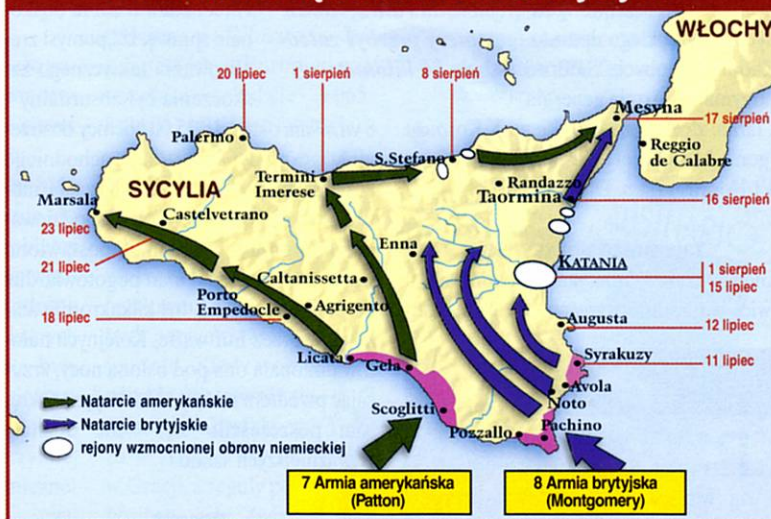 WŁOCHY
20 lipiec
1 sierpień
8 sierpień
Mesyna
17 sierpień
Palermo
S.Stefano
Reggio
de Calabre
Termini
Imerese
Randazzo
SYCYLIA
Taormina
Marsala
16 sierpień
Castelvetrano
23 lipiec
Enna
21 lipiec
KATANIA
Caltanissetta
1 sierpień
15 lipiec
Porto
Empedocle
Agrigento
18 lipiec
Augusta
12 lipiec
Licata
Gela
Syrakuzy
11 lipiec
Avola
Noto
Natarcie amerykańskie
Scoglitti
Pachino
Natarcie brytyjskie
Pozzallo
rejony wzmocnionej obrony niemieckiej
7 Armia amerykańska
(Patton)
8 Armia brytyjska
(Montgomery)